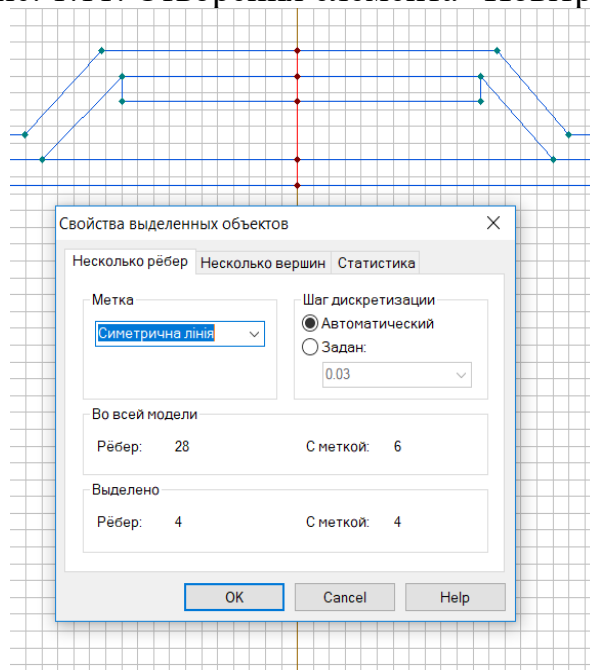 Свойства выделенных объектов
Несколько рёбер Несколько вершин Статистика
Метка
Симетрична лінія
Шаг дискретизации
Автоматический
Задан:
0.03
Во всей модели
Рёбер: 28 С меткой: 6
Выделено
Рёбер: 4 С меткой: 4
OK Cancel Help